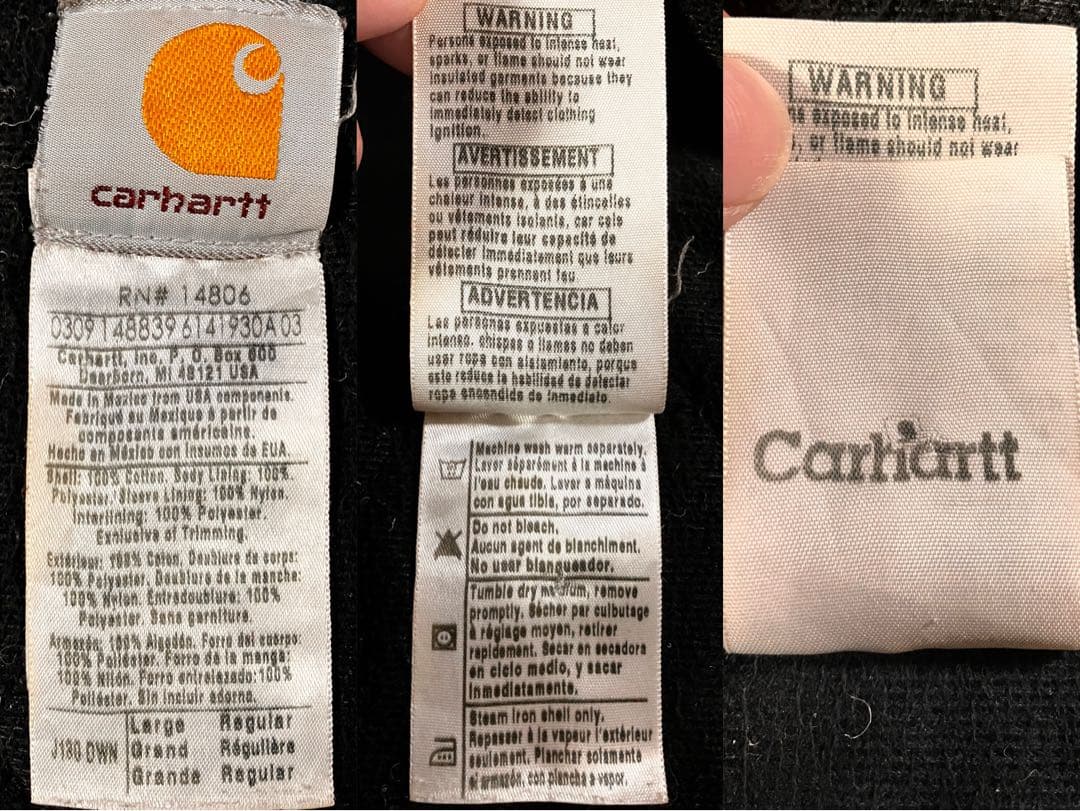 carhartt
RN# 14806
0309 148839 6141930A 03
Carhartt, Inc. P. O. Box 600
Dearborn, MI 48121 USA
Made in Mexico from USA components.
Fabriqué au Mexique à partir de
composants américains.
Hecho en México con insumos de EUA.
Shell: 100% Cotton. Body Lining: 100%
Polyester. Sleeve Lining: 100% Nylon.
Interlining: 100% Polyester.
Exclusive of Trimming.
Extérieur: 100% Coton. Doublure de corps:
100% Polyester. Doublure de la manche:
100% Nylon. Entredoublure: 100%
Polyester. Sans garniture.
Armazón: 100% Algodón. Forro del cuerpo:
100% Poliéster. Forro de la manga:
100% Nilón. Forro entrelazado: 100%
Poliéster. Sin incluir adorno.
J130 DWN
Large Regular
Grand Régulière
Grande Regular
WARNING
Persons exposed to intense heat,
sparks, or flame should not wear
insulated garments because they
can reduce the ability to
immediately detect clothing
ignition.
AVERTISSEMENT
Les personnes exposées à une
chaleur intense, à des étincelles
ou vêtements isolants, car cela
peut réduire leur capacité de
détecter immédiatement que leurs
vêtements prennent feu.
ADVERTENCIA
Las personas expuestas a calor
intenso, chispas o llamas no deben
usar ropa con aislamiento, porque
esto reduce la habilidad de detectar
ropa encendida de inmediato.
Machine wash warm separately.
Laver séparément à la machine à
l'eau chaude. Lavar a máquina
con agua tibia, por separado.
Do not bleach.
Aucun agent de blanchiment.
No usar blanqueador.
Tumble dry medium, remove
promptly. Sécher par culbutage
à réglage moyen, retirer
rapidement. Secar en secadora
en ciclo medio, y sacar
inmediatamente.
Steam iron shell only.
Repasser à la vapeur l'extérieur
seulement. Planchar solamente
el armazón, con plancha a vapor.
WARNING
exposed to intense heat,
, or flame should not wear
Carhartt